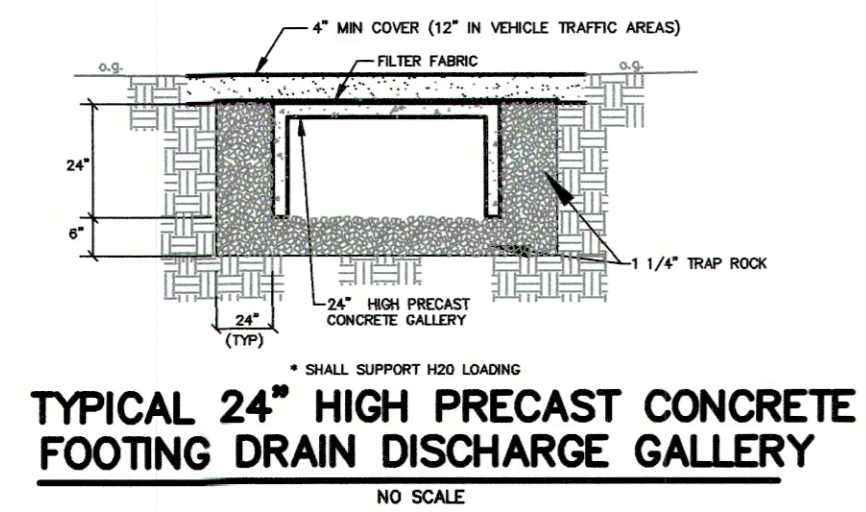 4" MIN COVER (12" IN VEHICLE TRAFFIC AREAS)
FILTER FABRIC
o.g.
o.g.
24"
6"
1 1/4" TRAP ROCK
24" HIGH PRECAST
CONCRETE GALLERY
24"
(TYP)
* SHALL SUPPORT H20 LOADING
TYPICAL 24" HIGH PRECAST CONCRETE
FOOTING DRAIN DISCHARGE GALLERY
NO SCALE